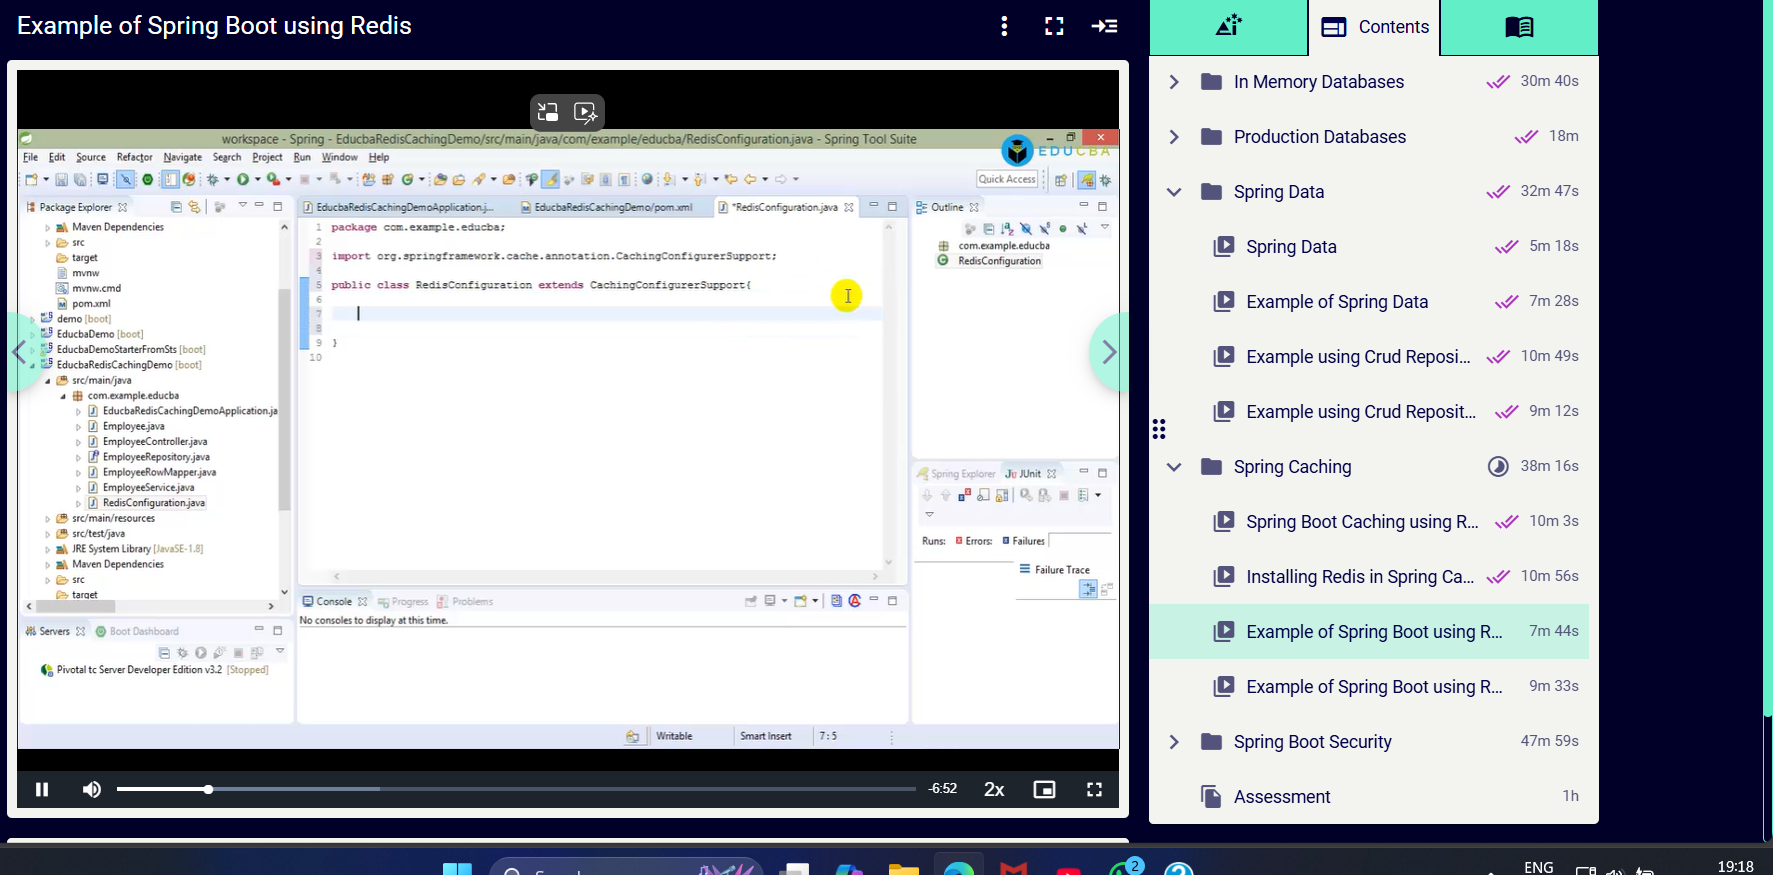 Example of Spring Boot using Redis
workspace - Spring - EducbaRedisCachingDemo/src/main/java/com/example/educba/RedisConfiguration.java - Spring Tool Suite
EDUCBA
File Edit Source Refactor Navigate Search Project Run Window Help
Quick Access
Package Explorer
Maven Dependencies
src
target
mvnw
mvnw.cmd
pom.xml
demo [boot]
EducbaDemo [boot]
EducbaDemoStarterFromSts [boot]
EducbaRedisCachingDemo [boot]
src/main/java
com.example.educba
EducbaRedisCachingDemoApplication.ja
Employee.java
EmployeeController.java
EmployeeRepository.java
EmployeeRowMapper.java
EmployeeService.java
RedisConfiguration.java
src/main/resources
src/test/java
JRE System Library [JavaSE-1.8]
Maven Dependencies
src
target
EducbaRedisCachingDemoApplication.j... EducbaRedisCachingDemo/pom.xml *RedisConfiguration.java
1 package com.example.educba;
2
3 import org.springframework.cache.annotation.CachingConfigurerSupport;
4
5 public class RedisConfiguration extends CachingConfigurerSupport{
6
7
8
9 }
10
Outline
com.example.educba
RedisConfiguration
Spring Explorer JUnit
Runs: Errors: Failures
Failure Trace
Servers Boot Dashboard
Pivotal tc Server Developer Edition v3.2 [Stopped]
Console Progress Problems
No consoles to display at this time.
Writable Smart Insert 7 : 5
-6:52 2x
Contents
In Memory Databases 30m 40s
Production Databases 18m
Spring Data 32m 47s
Spring Data 5m 18s
Example of Spring Data 7m 28s
Example using Crud Reposi... 10m 49s
Example using Crud Reposit... 9m 12s
Spring Caching 38m 16s
Spring Boot Caching using R... 10m 3s
Installing Redis in Spring Ca... 10m 56s
Example of Spring Boot using R... 7m 44s
Example of Spring Boot using R... 9m 33s
Spring Boot Security 47m 59s
Assessment 1h
2
ENG
19:18